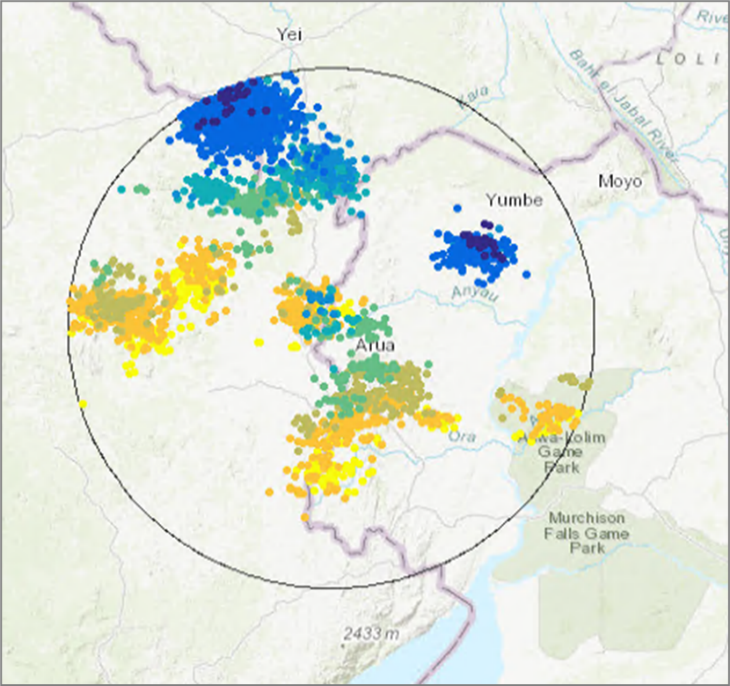 Yei
Rive
LOLI
Bahr el Jabal River
Kaia
Moyo
Yumbe
Anyau
Arua
Ora
Game
Park
Murchison
Falls Game
Park
2433 m